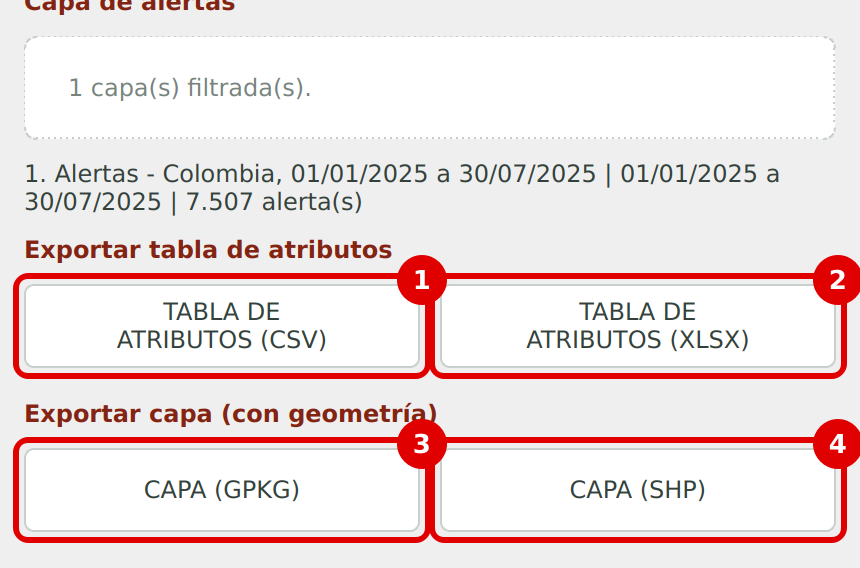 Capa de alertas
1 capa(s) filtrada(s).
1. Alertas - Colombia, 01/01/2025 a 30/07/2025 | 01/01/2025 a
30/07/2025 | 7.507 alerta(s)
Exportar tabla de atributos
1
2
TABLA DE
ATRIBUTOS (CSV)
TABLA DE
ATRIBUTOS (XLSX)
Exportar capa (con geometría)
3
4
CAPA (GPKG)
CAPA (SHP)